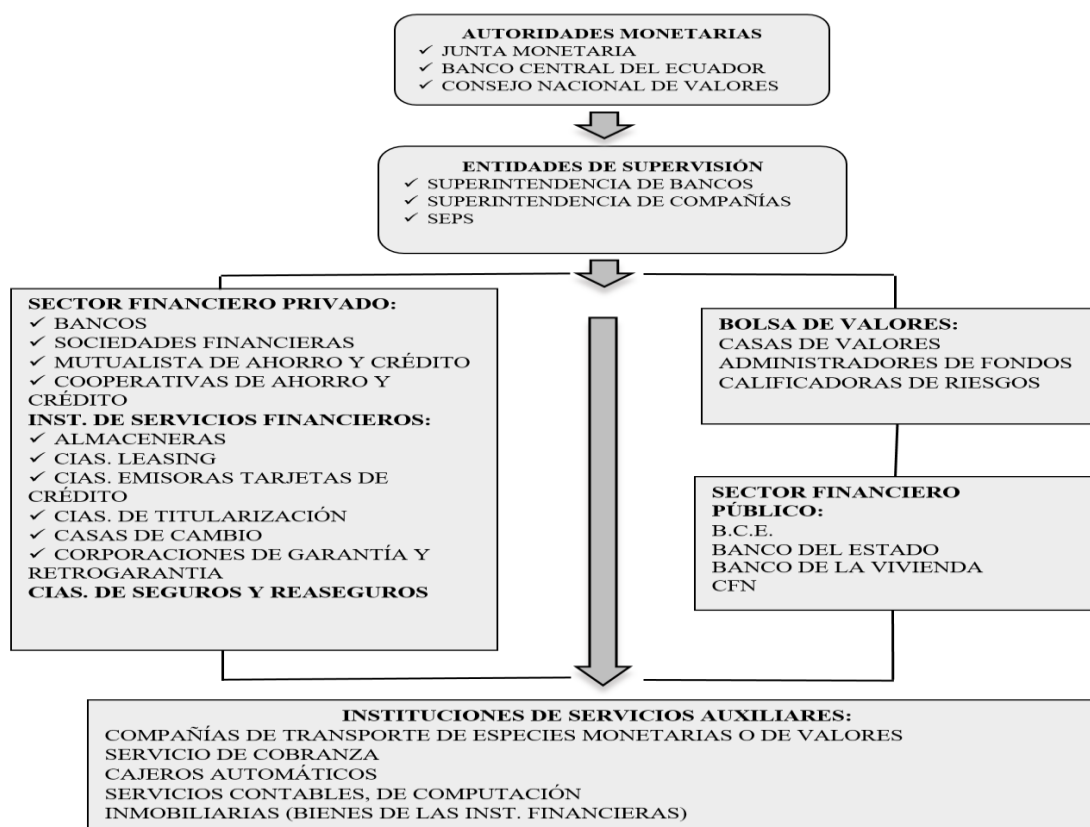 AUTORIDADES MONETARIAS
✓ JUNTA MONETARIA
✓ BANCO CENTRAL DEL ECUADOR
✓ CONSEJO NACIONAL DE VALORES
ENTIDADES DE SUPERVISIÓN
✓ SUPERINTENDENCIA DE BANCOS
✓ SUPERINTENDENCIA DE COMPAÑÍAS
✓ SEPS
SECTOR FINANCIERO PRIVADO:
✓ BANCOS
✓ SOCIEDADES FINANCIERAS
✓ MUTUALISTA DE AHORRO Y CRÉDITO
✓ COOPERATIVAS DE AHORRO Y
CRÉDITO
INST. DE SERVICIOS FINANCIEROS:
✓ ALMACENERAS
✓ CIAS. LEASING
✓ CIAS. EMISORAS TARJETAS DE
CRÉDITO
✓ CIAS. DE TITULARIZACIÓN
✓ CASAS DE CAMBIO
✓ CORPORACIONES DE GARANTÍA Y
RETROGARANTIA
CIAS. DE SEGUROS Y REASEGUROS
BOLSA DE VALORES:
CASAS DE VALORES
ADMINISTRADORES DE FONDOS
CALIFICADORAS DE RIESGOS
SECTOR FINANCIERO
PÚBLICO:
B.C.E.
BANCO DEL ESTADO
BANCO DE LA VIVIENDA
CFN
INSTITUCIONES DE SERVICIOS AUXILIARES:
COMPAÑÍAS DE TRANSPORTE DE ESPECIES MONETARIAS O DE VALORES
SERVICIO DE COBRANZA
CAJEROS AUTOMÁTICOS
SERVICIOS CONTABLES, DE COMPUTACIÓN
INMOBILIARIAS (BIENES DE LAS INST. FINANCIERAS)